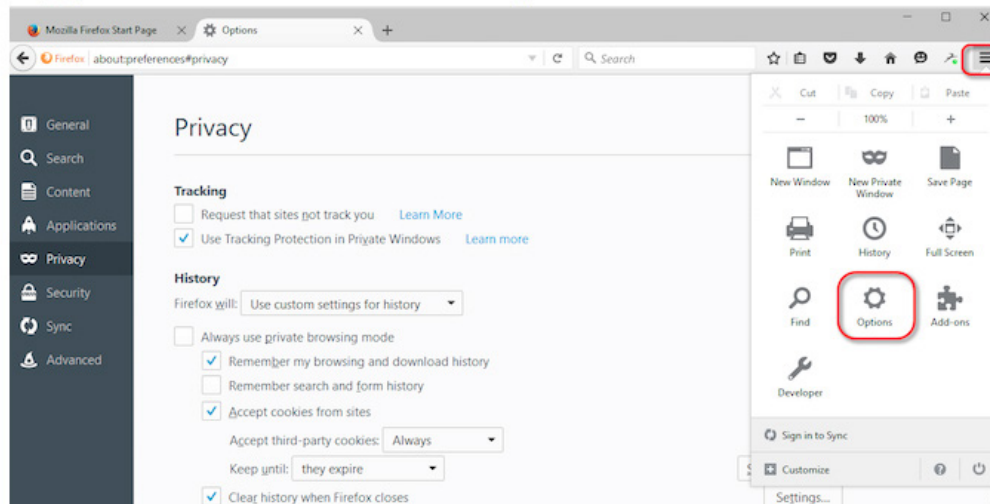 Mozilla Firefox Start Page
Options
Firefox about:preferences#privacy
Search
General
Search
Content
Applications
Privacy
Security
Sync
Advanced
Privacy
Tracking
Request that sites not track you Learn More
Use Tracking Protection in Private Windows Learn more
History
Firefox will: Use custom settings for history
Always use private browsing mode
Remember my browsing and download history
Remember search and form history
Accept cookies from sites
Accept third-party cookies: Always
Keep until: they expire
Clear history when Firefox closes
Settings...
Cut Copy Paste
− 100% +
New Window New Private Window Save Page
Print History Full Screen
Find Options Add-ons
Developer
Sign in to Sync
Customize